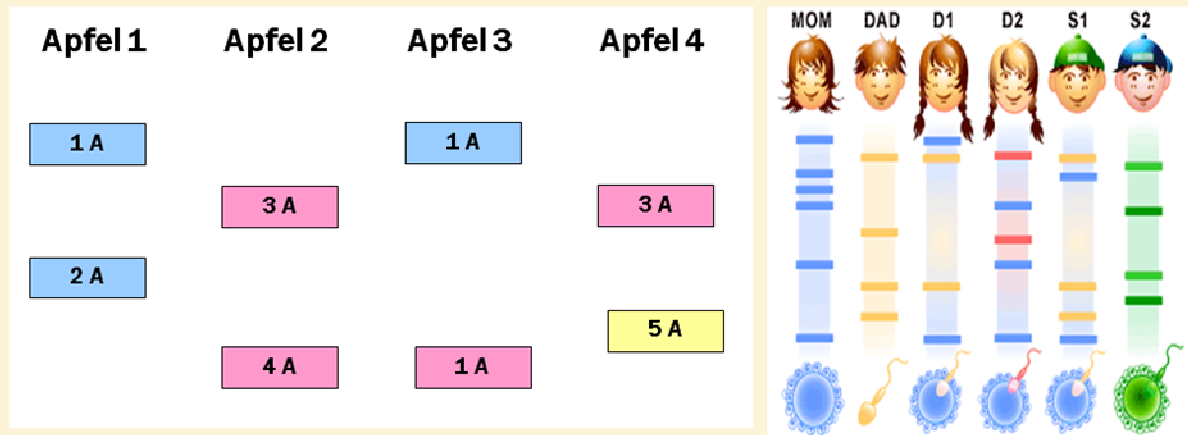 Apfel 1 Apfel 2 Apfel 3 Apfel 4
1 A 1 A
3 A 3 A
2 A
5 A
4 A 1 A
MOM DAD D1 D2 S1 S2